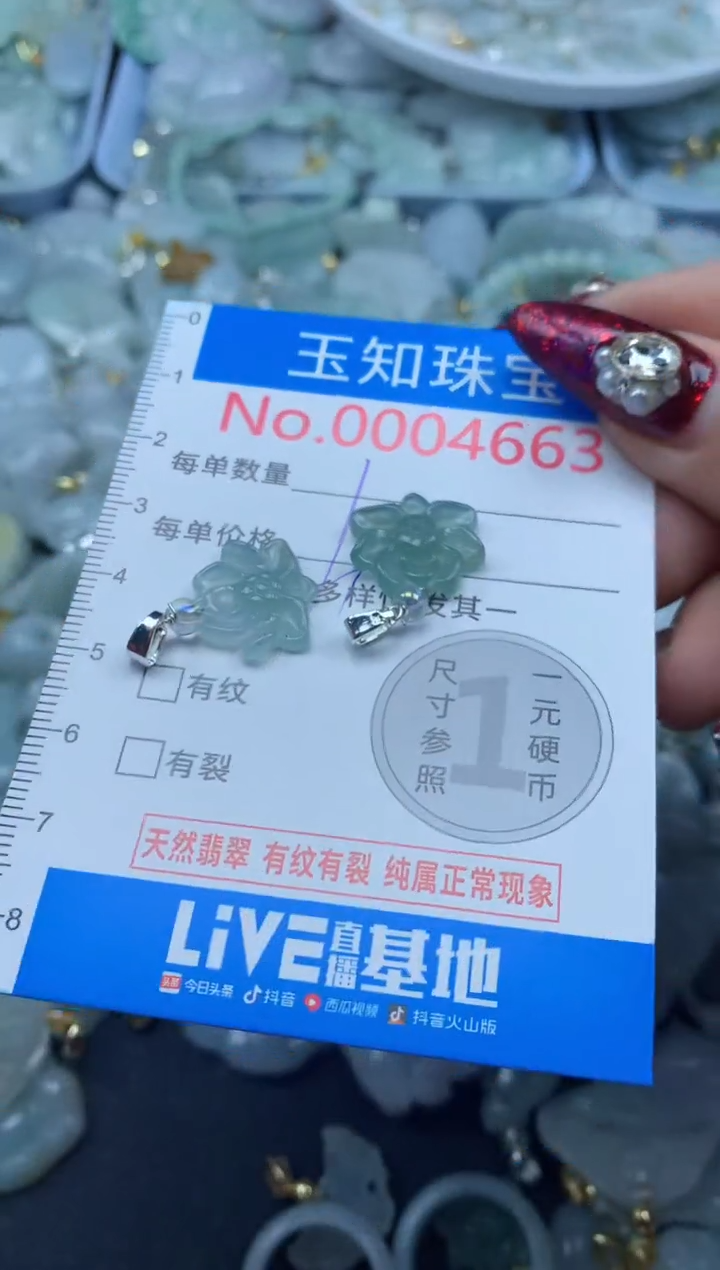 玉知珠宝
No.0004663
每单数量
每单价格
多样 发其一
有纹
有裂
尺寸参照
1
一元硬币
天然翡翠 有纹有裂 纯属正常现象
LiVE直播基地
头条 今日头条 抖音 西瓜视频 抖音火山版
0
1
2
3
4
5
6
7
8